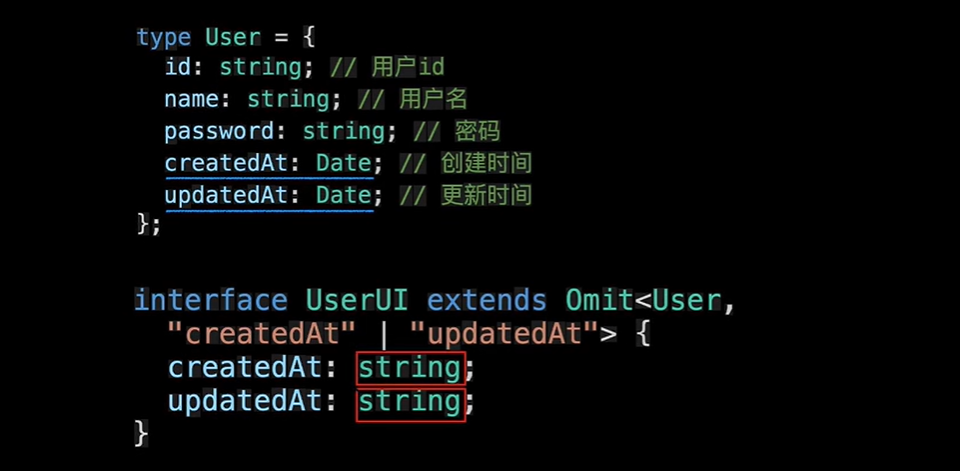 type User = {
id: string; // 用户id
name: string; // 用户名
password: string; // 密码
createdAt: Date; // 创建时间
updatedAt: Date; // 更新时间
};
interface UserUI extends Omit<User,
"createdAt" | "updatedAt"> {
createdAt: string;
updatedAt: string;
}